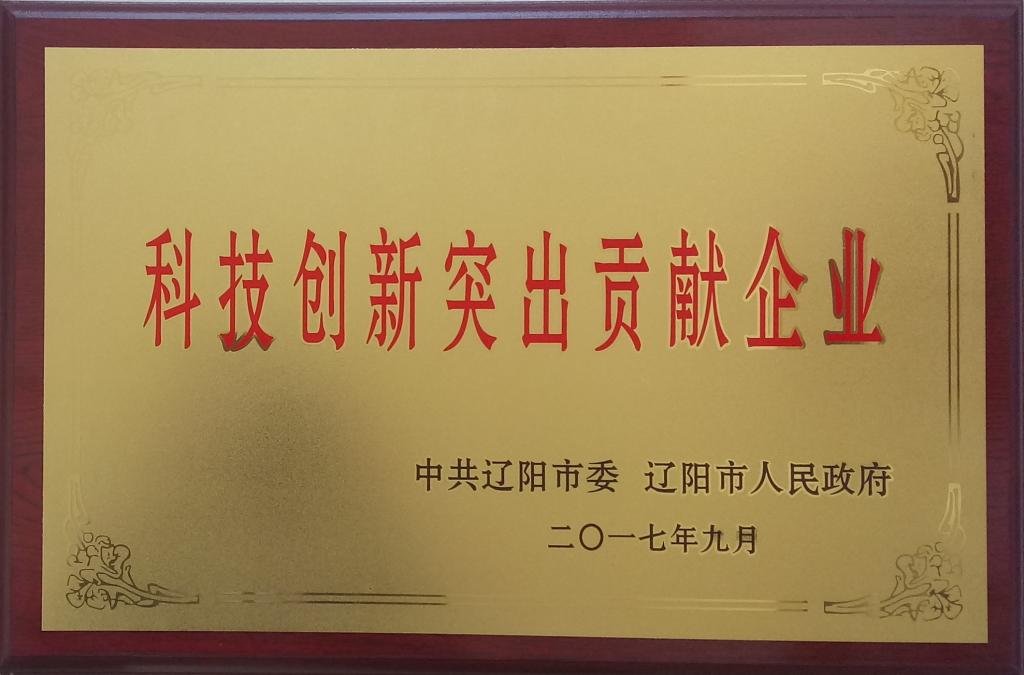 科技创新突出贡献企业
中共辽阳市委 辽阳市人民政府
二〇一七年九月